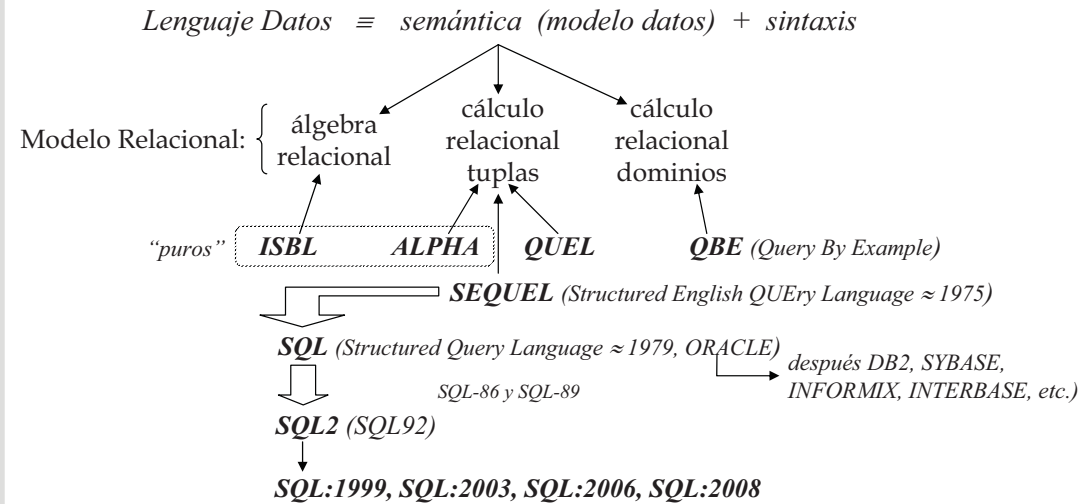 Lenguaje Datos ≡ semántica (modelo datos) + sintaxis
Modelo Relacional:
álgebra
relacional
cálculo
relacional
tuplas
cálculo
relacional
dominios
“puros” ISBL ALPHA QUEL QBE (Query By Example)
SEQUEL (Structured English QUEry Language ≈ 1975)
SQL (Structured Query Language ≈ 1979, ORACLE)
después DB2, SYBASE,
INFORMIX, INTERBASE, etc.)
SQL-86 y SQL-89
SQL2 (SQL92)
SQL:1999, SQL:2003, SQL:2006, SQL:2008